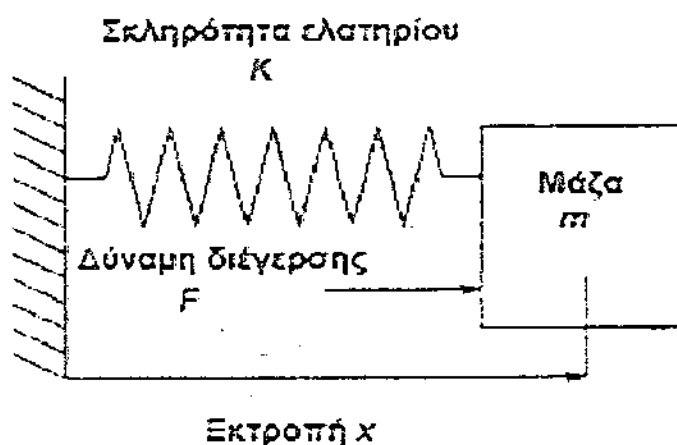 Σκληρότητα ελατηρίου
K
Μάζα
m
Δύναμη διέγερσης
F
Εκτροπή x